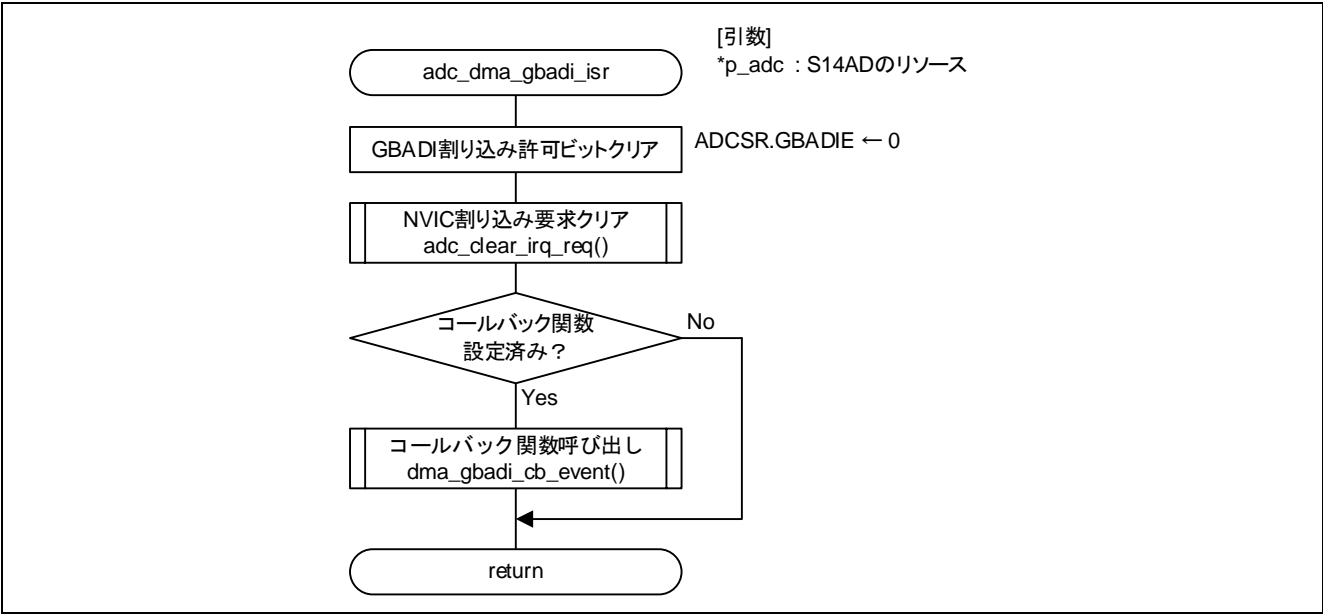 [引数]
*p_adc : S14ADのリソース
adc_dma_gbadi_isr
GBADI割り込み許可ビットクリア
ADCSR.GBADIE ← 0
NVIC割り込み要求クリア
adc_clear_irq_req()
コールバック関数
設定済み？
No
Yes
コールバック関数呼び出し
dma_gbadi_cb_event()
return